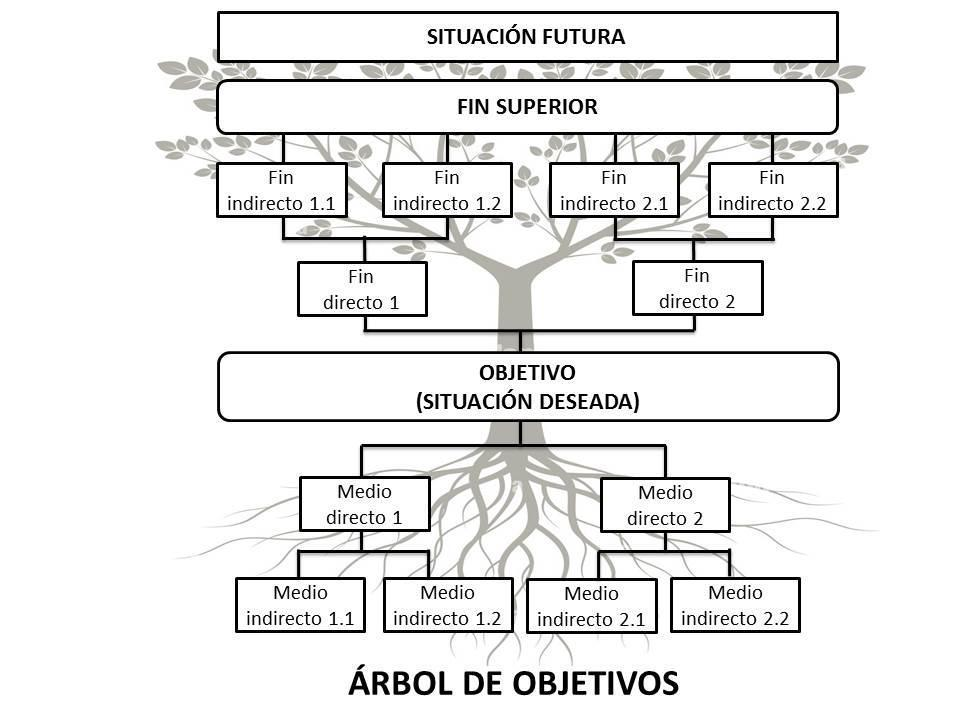 SITUACIÓN FUTURA
FIN SUPERIOR
Fin
indirecto 1.1
Fin
indirecto 1.2
Fin
indirecto 2.1
Fin
indirecto 2.2
Fin
directo 1
Fin
directo 2
OBJETIVO
(SITUACIÓN DESEADA)
Medio
directo 1
Medio
directo 2
Medio
indirecto 1.1
Medio
indirecto 1.2
Medio
indirecto 2.1
Medio
indirecto 2.2
ÁRBOL DE OBJETIVOS